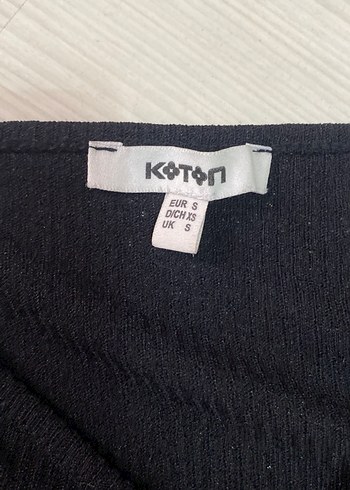 KOTON
EUR S
D/CH XS
UK S